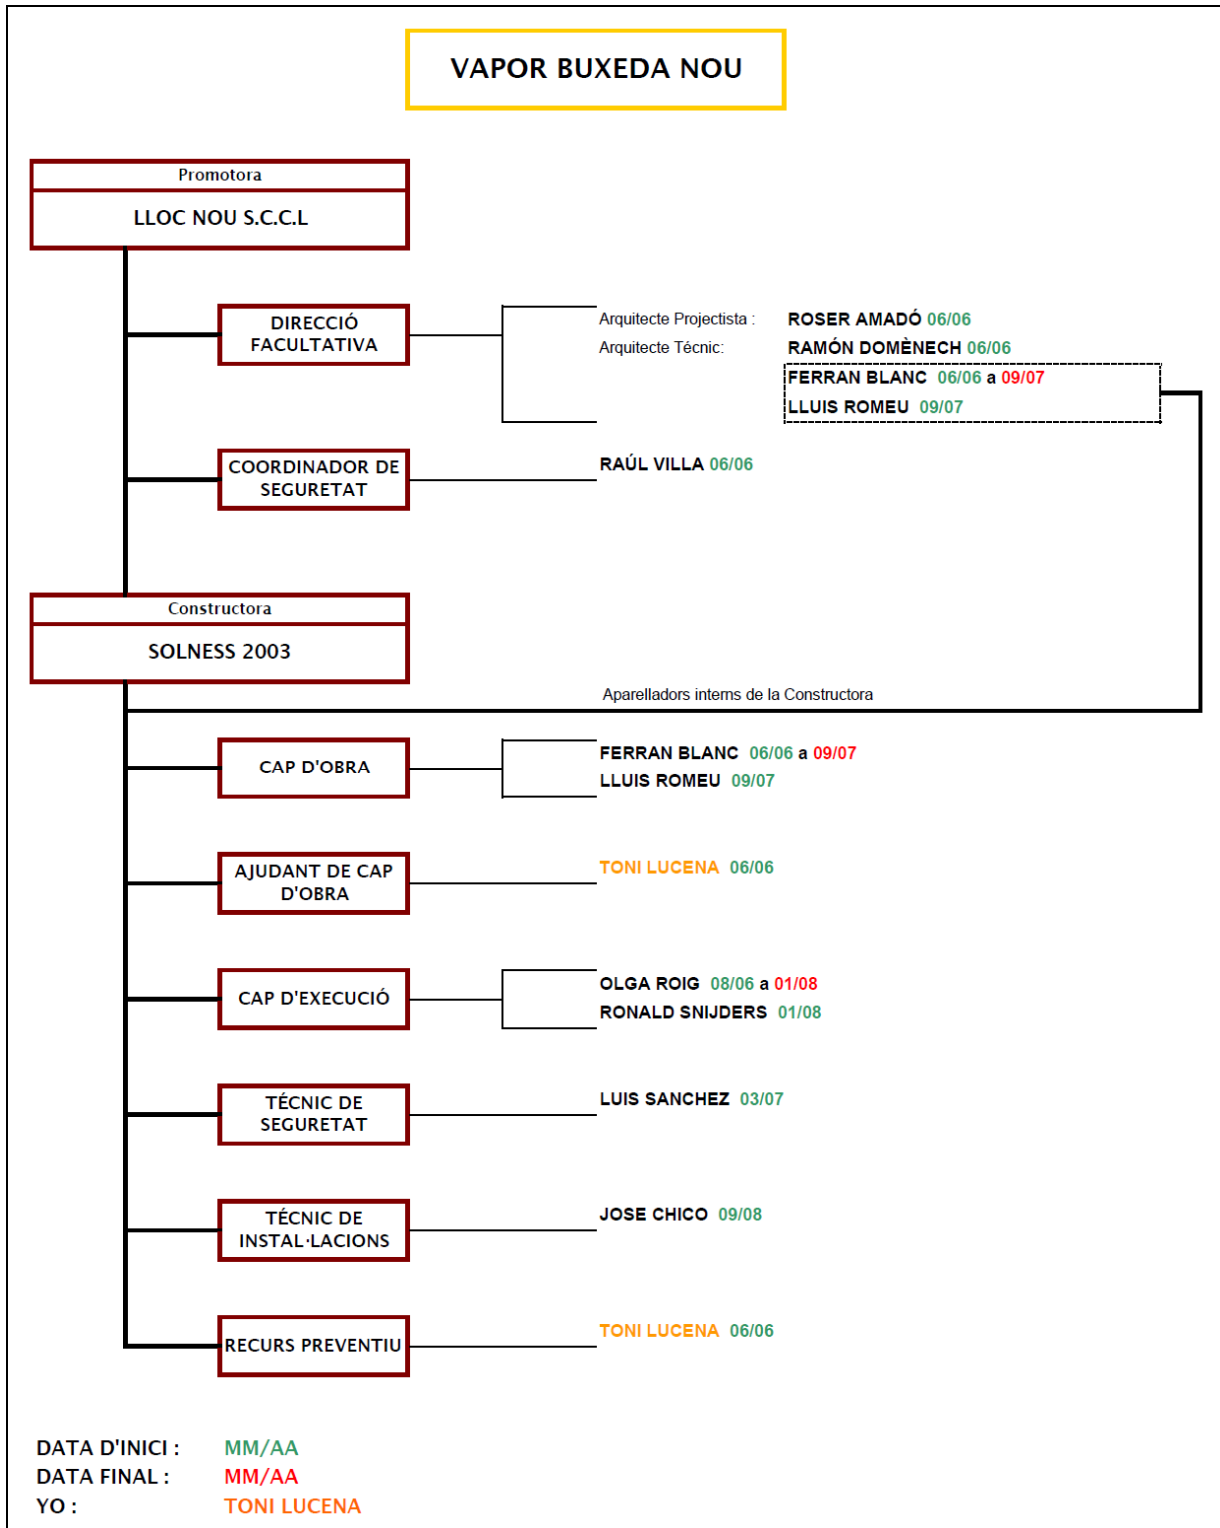 VAPOR BUXEDA NOU
Promotora
LLOC NOU S.C.C.L
DIRECCIÓ
FACULTATIVA
Arquitecte Projectista : ROSER AMADÓ 06/06
Arquitecte Técnic: RAMÓN DOMÈNECH 06/06
FERRAN BLANC 06/06 a 09/07
LLUIS ROMEU 09/07
COORDINADOR DE
SEGURETAT
RAÚL VILLA 06/06
Constructora
SOLNESS 2003
Aparelladors interns de la Constructora
CAP D'OBRA
FERRAN BLANC 06/06 a 09/07
LLUIS ROMEU 09/07
AJUDANT DE CAP
D'OBRA
TONI LUCENA 06/06
CAP D'EXECUCIÓ
OLGA ROIG 08/06 a 01/08
RONALD SNIJDERS 01/08
TÉCNIC DE
SEGURETAT
LUIS SANCHEZ 03/07
TÉCNIC DE
INSTAL·LACIONS
JOSE CHICO 09/08
RECURS PREVENTIU
TONI LUCENA 06/06
DATA D'INICI : MM/AA
DATA FINAL : MM/AA
YO : TONI LUCENA